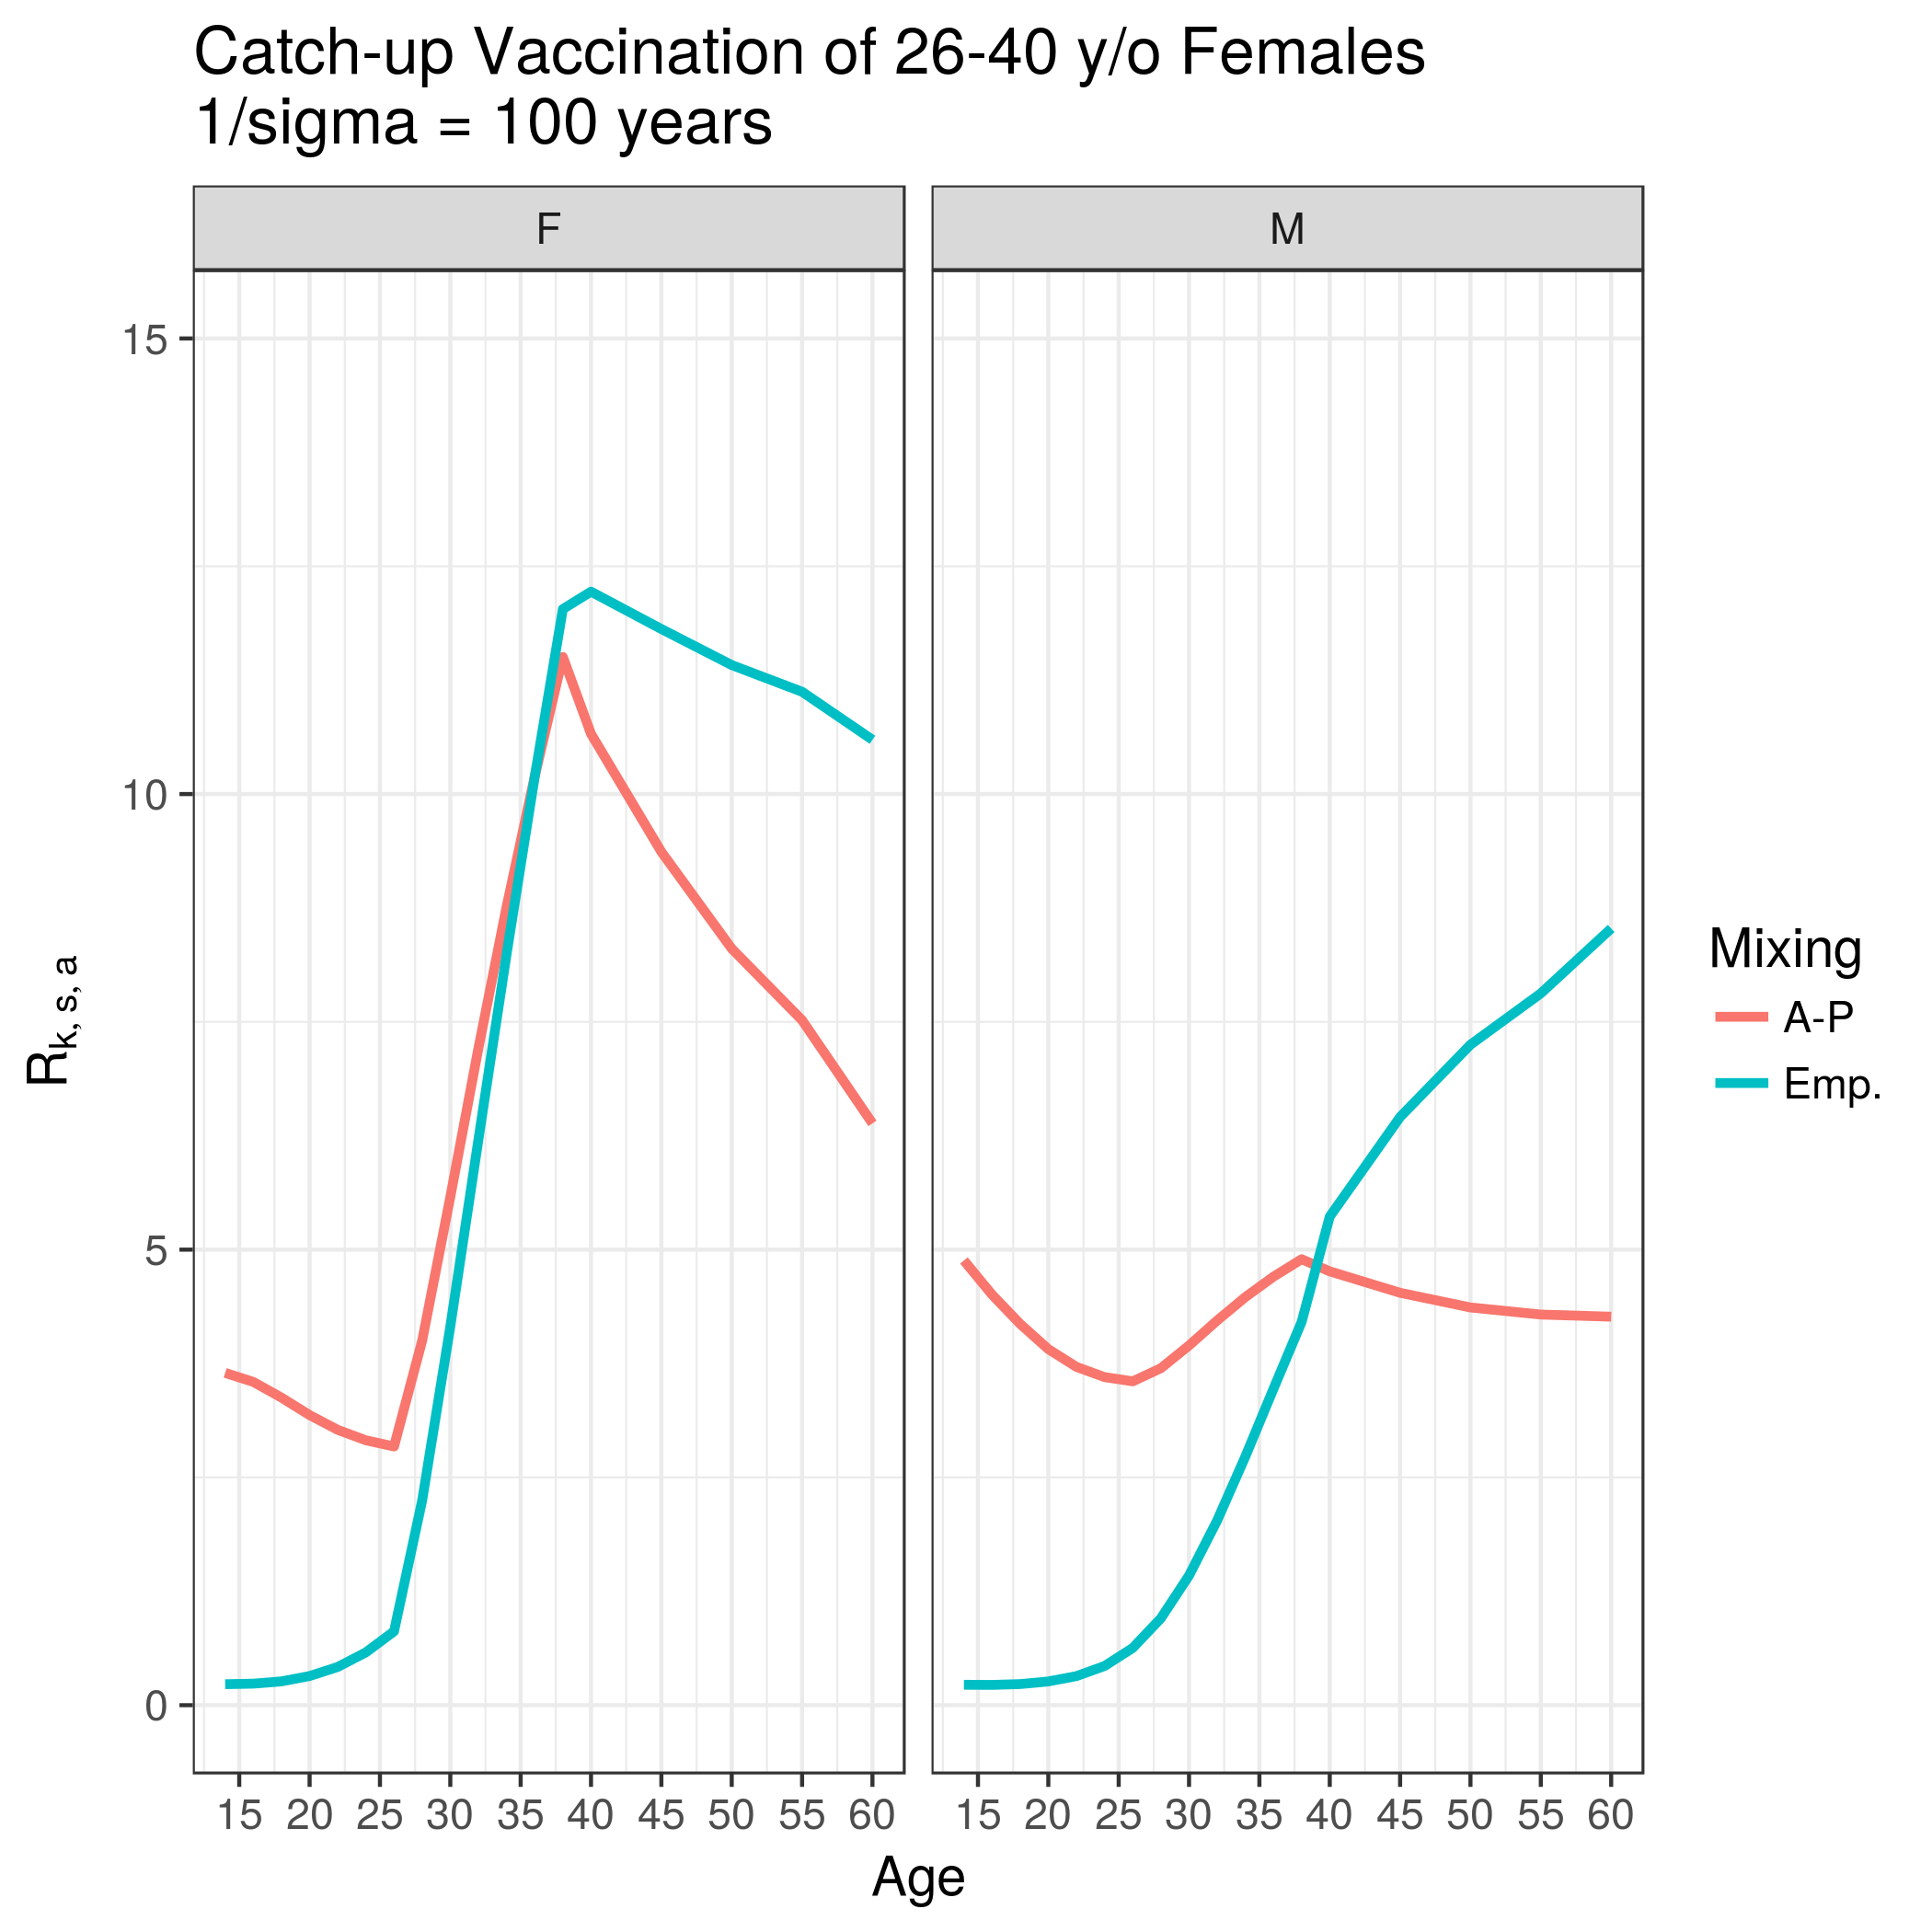 Catch-up Vaccination of 26-40 y/o Females
1/sigma = 100 years
F
M
15
10
5
0
R k, s, a
15 20 25 30 35 40 45 50 55 60
15 20 25 30 35 40 45 50 55 60
Age
Mixing
A-P
Emp.